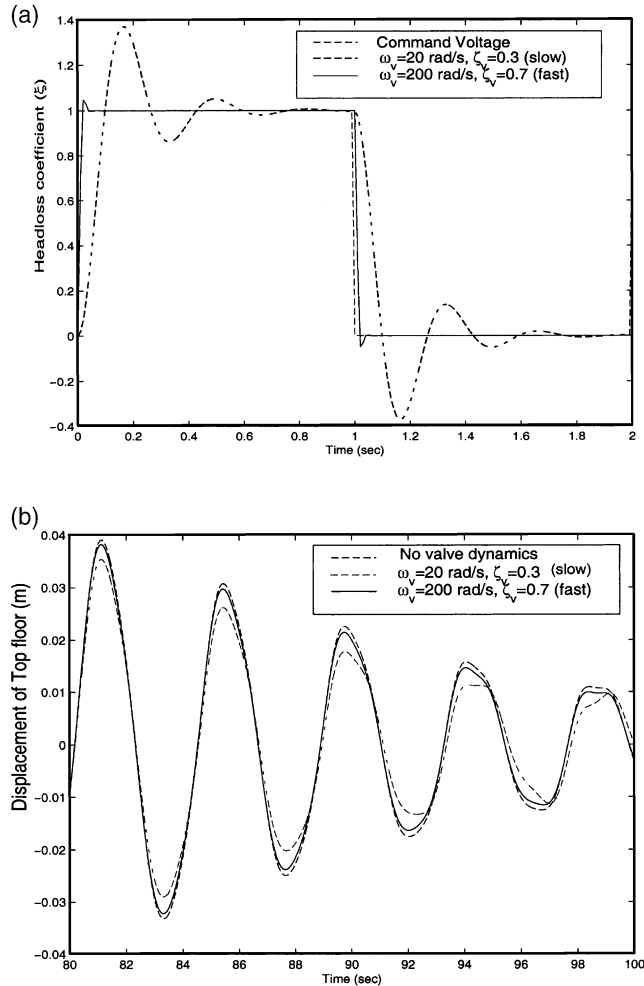 (a)
1.4
1.2
1
0.8
0.6
0.4
0.2
0
−0.2
−0.4
Headloss coefficient (ξ)
Command Voltage
ω_v=20 rad/s, ζ_v=0.3 (slow)
ω_v=200 rad/s, ζ_v=0.7 (fast)
0 0.2 0.4 0.6 0.8 1 1.2 1.4 1.6 1.8 2
Time (sec)
(b)
0.04
0.03
0.02
0.01
0
−0.01
−0.02
−0.03
−0.04
Displacement of Top floor (m)
No valve dynamics
ω_v=20 rad/s, ζ_v=0.3 (slow)
ω_v=200 rad/s, ζ_v=0.7 (fast)
80 82 84 86 88 90 92 94 96 98 100
Time (sec)